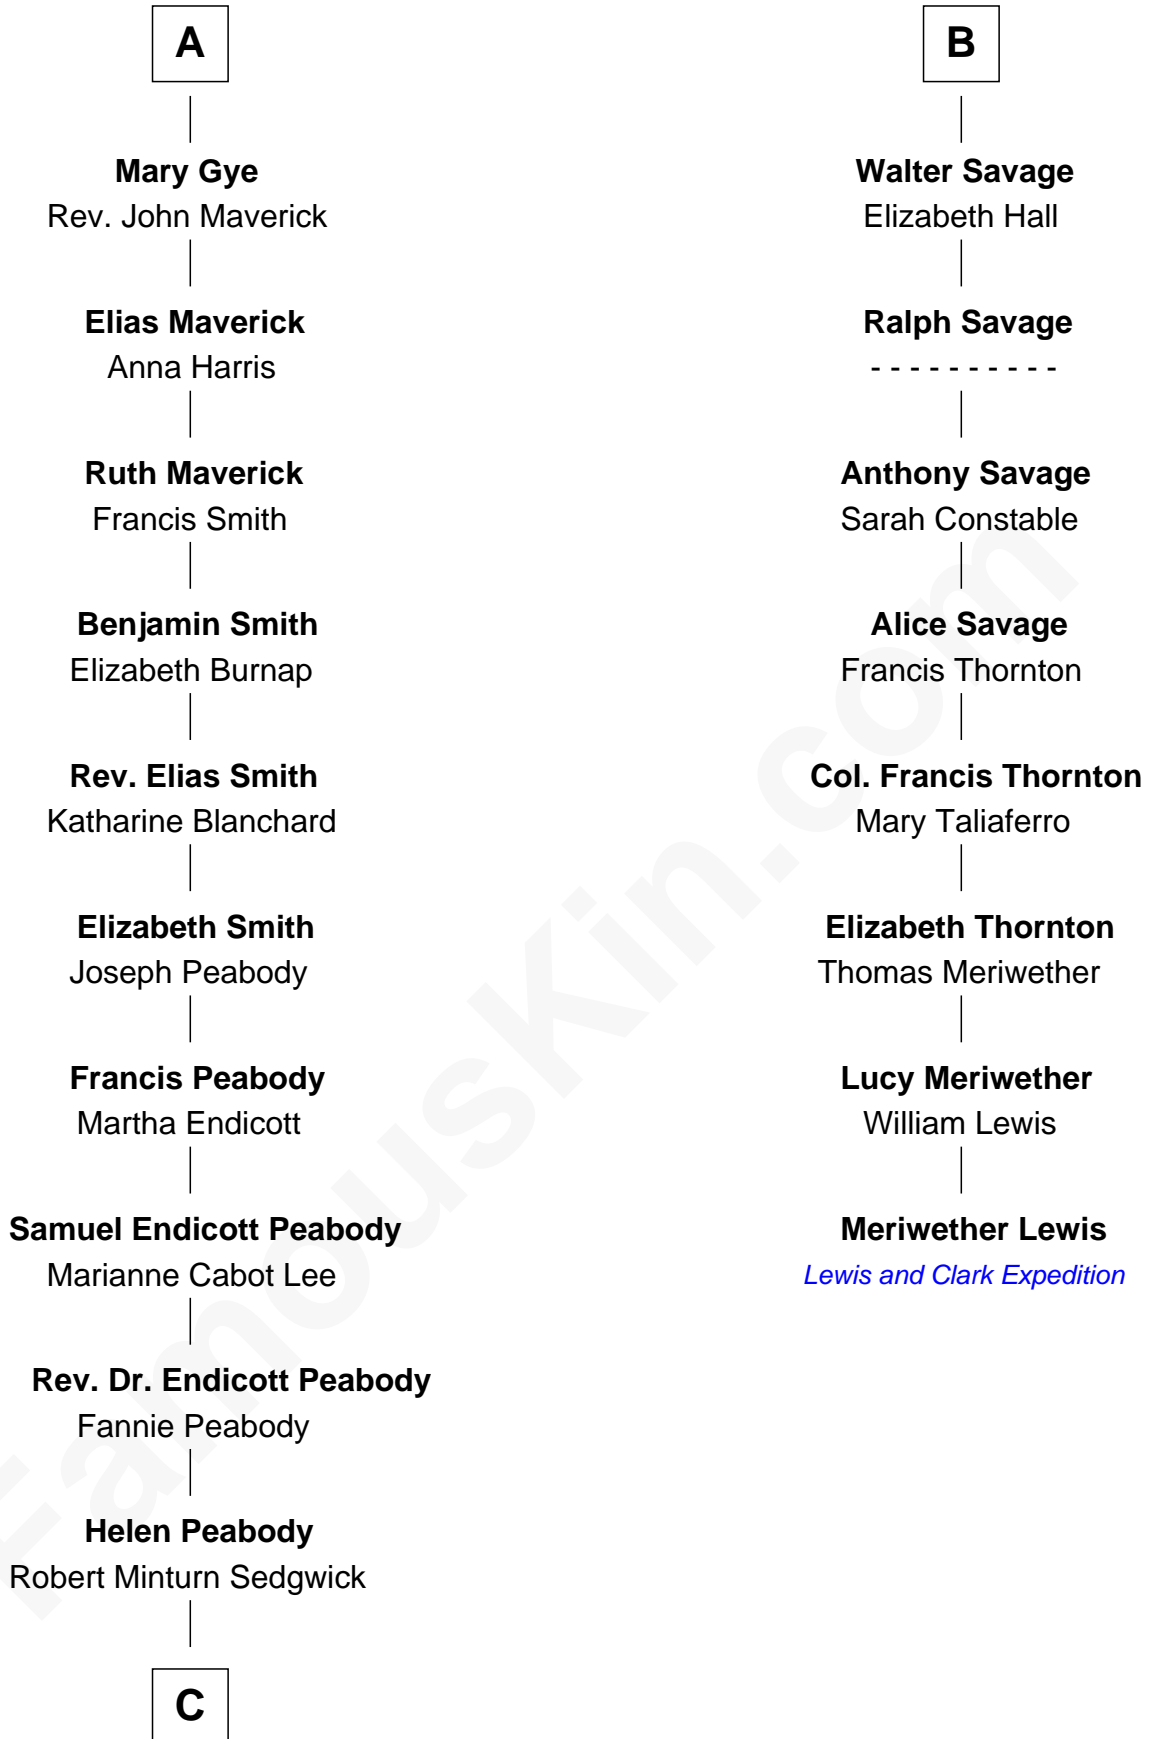 A
Mary Gye
Rev. John Maverick
Elias Maverick
Anna Harris
Ruth Maverick
Francis Smith
Benjamin Smith
Elizabeth Burnap
Rev. Elias Smith
Katharine Blanchard
Elizabeth Smith
Joseph Peabody
Francis Peabody
Martha Endicott
Samuel Endicott Peabody
Marianne Cabot Lee
Rev. Dr. Endicott Peabody
Fannie Peabody
Helen Peabody
Robert Minturn Sedgwick
C
B
Walter Savage
Elizabeth Hall
Ralph Savage
- - - - - - - - - -
Anthony Savage
Sarah Constable
Alice Savage
Francis Thornton
Col. Francis Thornton
Mary Taliaferro
Elizabeth Thornton
Thomas Meriwether
Lucy Meriwether
William Lewis
Meriwether Lewis
Lewis and Clark Expedition
FamousKin.com